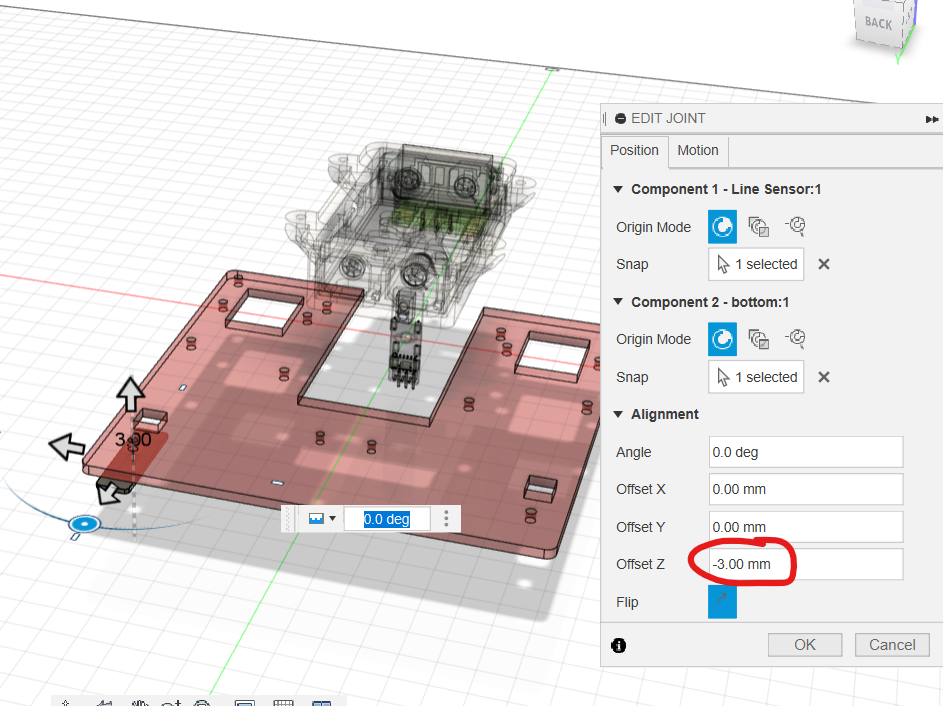 BACK
Y
EDIT JOINT
Position Motion
Component 1 - Line Sensor:1
Origin Mode
Snap 1 selected
Component 2 - bottom:1
Origin Mode
Snap 1 selected
Alignment
Angle 0.0 deg
Offset X 0.00 mm
Offset Y 0.00 mm
Offset Z -3.00 mm
Flip
OK Cancel
3.00
0.0 deg